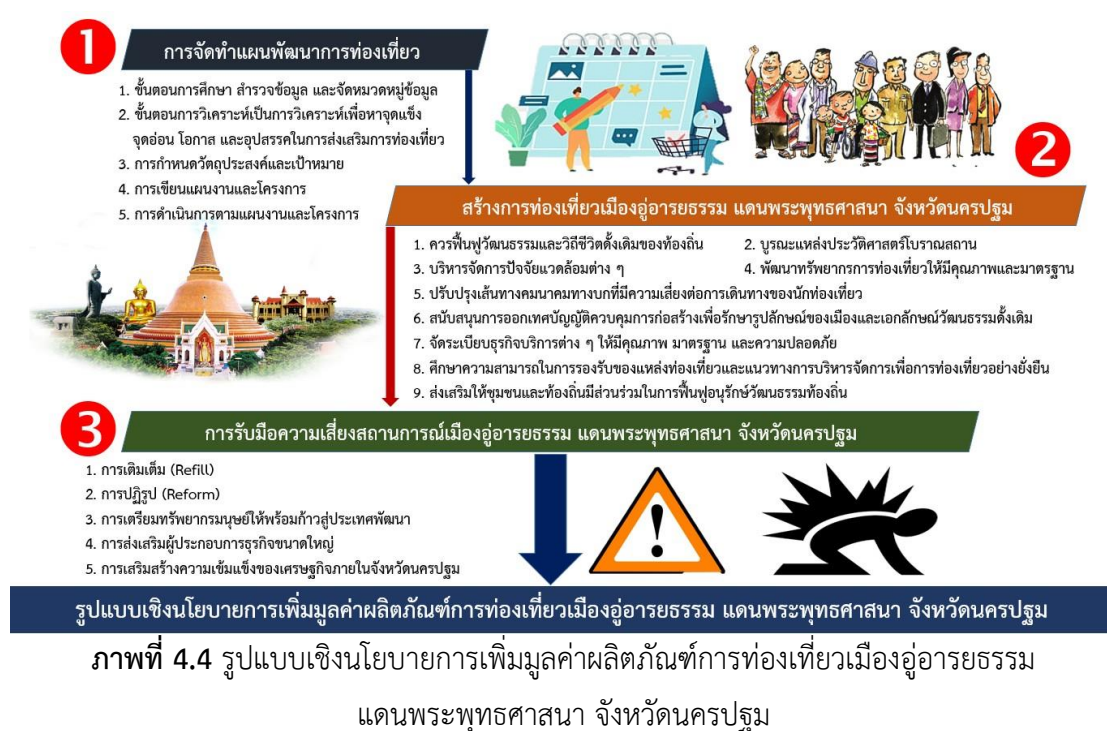 1
การจัดทำแผนพัฒนาการท่องเที่ยว
1. ขั้นตอนการศึกษา สำรวจข้อมูล และจัดหมวดหมู่ข้อมูล
2. ขั้นตอนการวิเคราะห์เป็นการวิเคราะห์เพื่อหาจุดแข็ง
จุดอ่อน โอกาส และอุปสรรคในการส่งเสริมการท่องเที่ยว
3. การกำหนดวัตถุประสงค์และเป้าหมาย
4. การเขียนแผนงานและโครงการ
5. การดำเนินการตามแผนงานและโครงการ
2
สร้างการท่องเที่ยวเมืองอู่อารยธรรม แดนพระพุทธศาสนา จังหวัดนครปฐม
1. ควรฟื้นฟูวัฒนธรรมและวิถีชีวิตดั้งเดิมของท้องถิ่น 2. บูรณะแหล่งประวัติศาสตร์โบราณสถาน
3. บริหารจัดการปัจจัยแวดล้อมต่าง ๆ 4. พัฒนาทรัพยากรการท่องเที่ยวให้มีคุณภาพและมาตรฐาน
5. ปรับปรุงเส้นทางคมนาคมทางบกที่มีความเสี่ยงต่อการเดินทางของนักท่องเที่ยว
6. สนับสนุนการออกเทศบัญญัติควบคุมการก่อสร้างเพื่อรักษารูปลักษณ์ของเมืองและเอกลักษณ์วัฒนธรรมดั้งเดิม
7. จัดระเบียบธุรกิจบริการต่าง ๆ ให้มีคุณภาพ มาตรฐาน และความปลอดภัย
8. ศึกษาความสามารถในการรองรับของแหล่งท่องเที่ยวและแนวทางการบริหารจัดการเพื่อการท่องเที่ยวอย่างยั่งยืน
9. ส่งเสริมให้ชุมชนและท้องถิ่นมีส่วนร่วมในการฟื้นฟูอนุรักษ์วัฒนธรรมท้องถิ่น
3
การรับมือความเสี่ยงสถานการณ์เมืองอู่อารยธรรม แดนพระพุทธศาสนา จังหวัดนครปฐม
1. การเติมเต็ม (Refill)
2. การปฏิรูป (Reform)
3. การเตรียมทรัพยากรมนุษย์ให้พร้อมก้าวสู่ประเทศพัฒนา
4. การส่งเสริมผู้ประกอบการธุรกิจขนาดใหญ่
5. การเสริมสร้างความเข้มแข็งของเศรษฐกิจภายในจังหวัดนครปฐม
รูปแบบเชิงนโยบายการเพิ่มมูลค่าผลิตภัณฑ์การท่องเที่ยวเมืองอู่อารยธรรม แดนพระพุทธศาสนา จังหวัดนครปฐม
ภาพที่ 4.4 รูปแบบเชิงนโยบายการเพิ่มมูลค่าผลิตภัณฑ์การท่องเที่ยวเมืองอู่อารยธรรม
แดนพระพุทธศาสนา จังหวัดนครปฐม